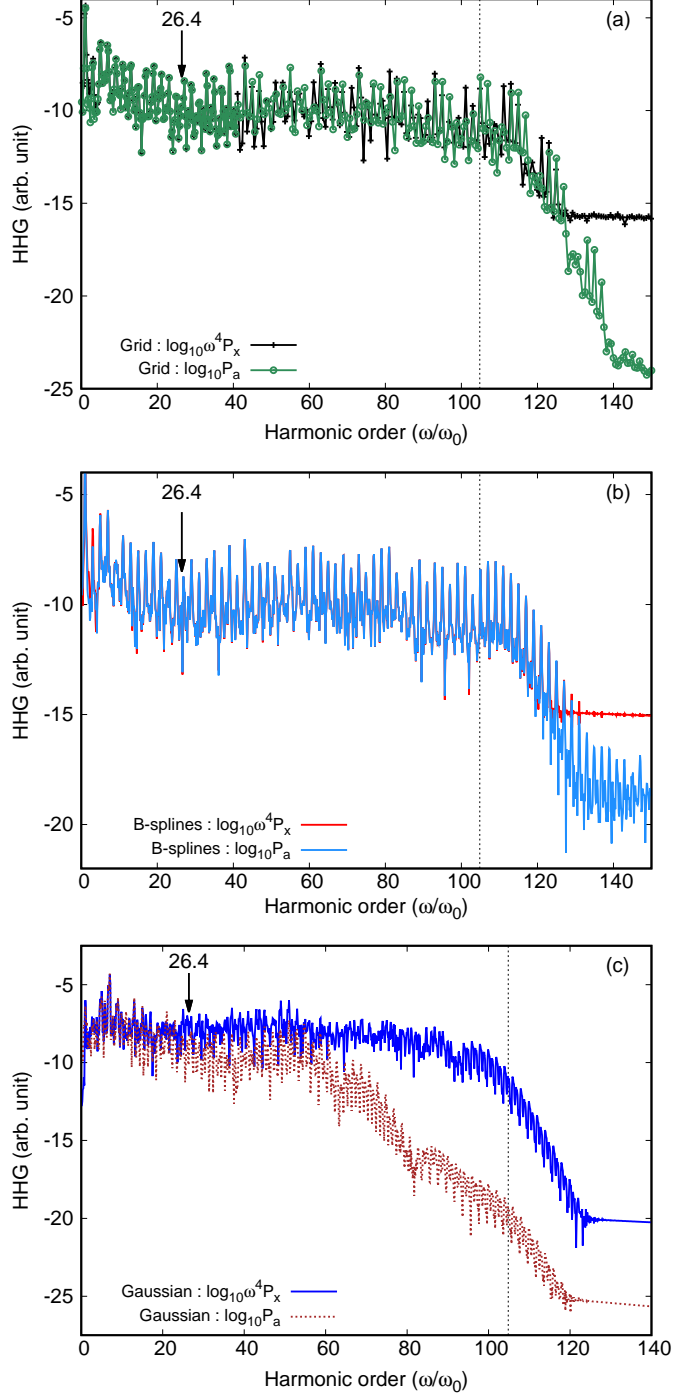 (a)
26.4
-5
-10
-15
-20
-25
HHG (arb. unit)
Grid : log₁₀ω⁴Pₓ
Grid : log₁₀Pₐ
0 20 40 60 80 100 120 140
Harmonic order (ω/ω₀)
(b)
26.4
-5
-10
-15
-20
HHG (arb. unit)
B-splines : log₁₀ω⁴Pₓ
B-splines : log₁₀Pₐ
0 20 40 60 80 100 120 140
Harmonic order (ω/ω₀)
(c)
26.4
-5
-10
-15
-20
-25
HHG (arb. unit)
Gaussian : log₁₀ω⁴Pₓ
Gaussian : log₁₀Pₐ
0 20 40 60 80 100 120 140
Harmonic order (ω/ω₀)